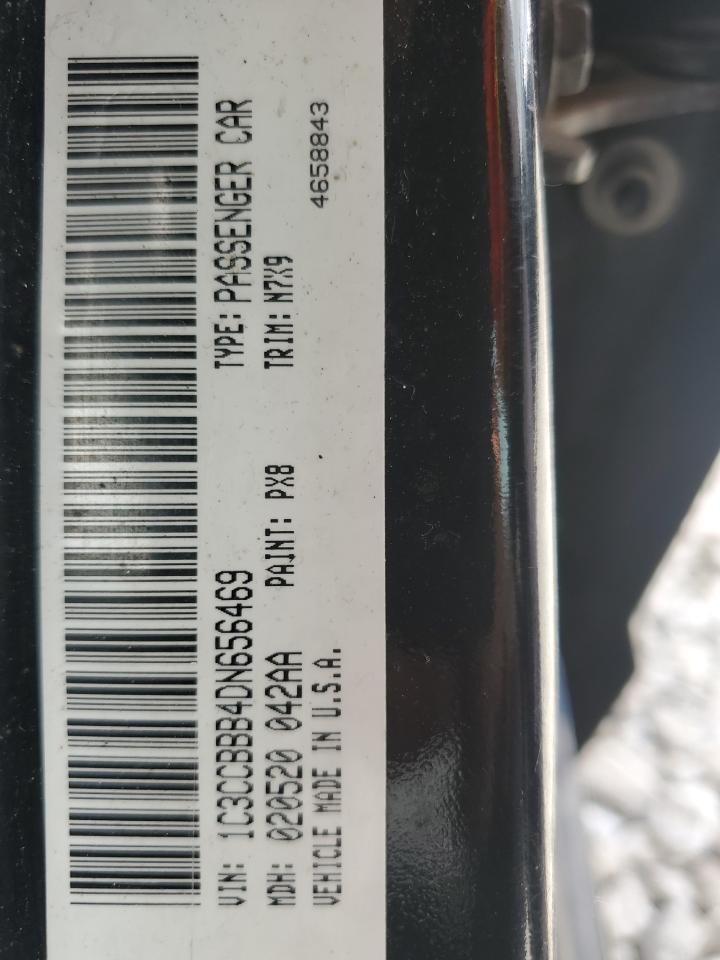 VIN: 1C3CCBBB4DN656469 TYPE: PASSENGER CAR
MDH: 020520 042AA PAINT: PX8 TRIM: N7X9
VEHICLE MADE IN U.S.A. 4658843